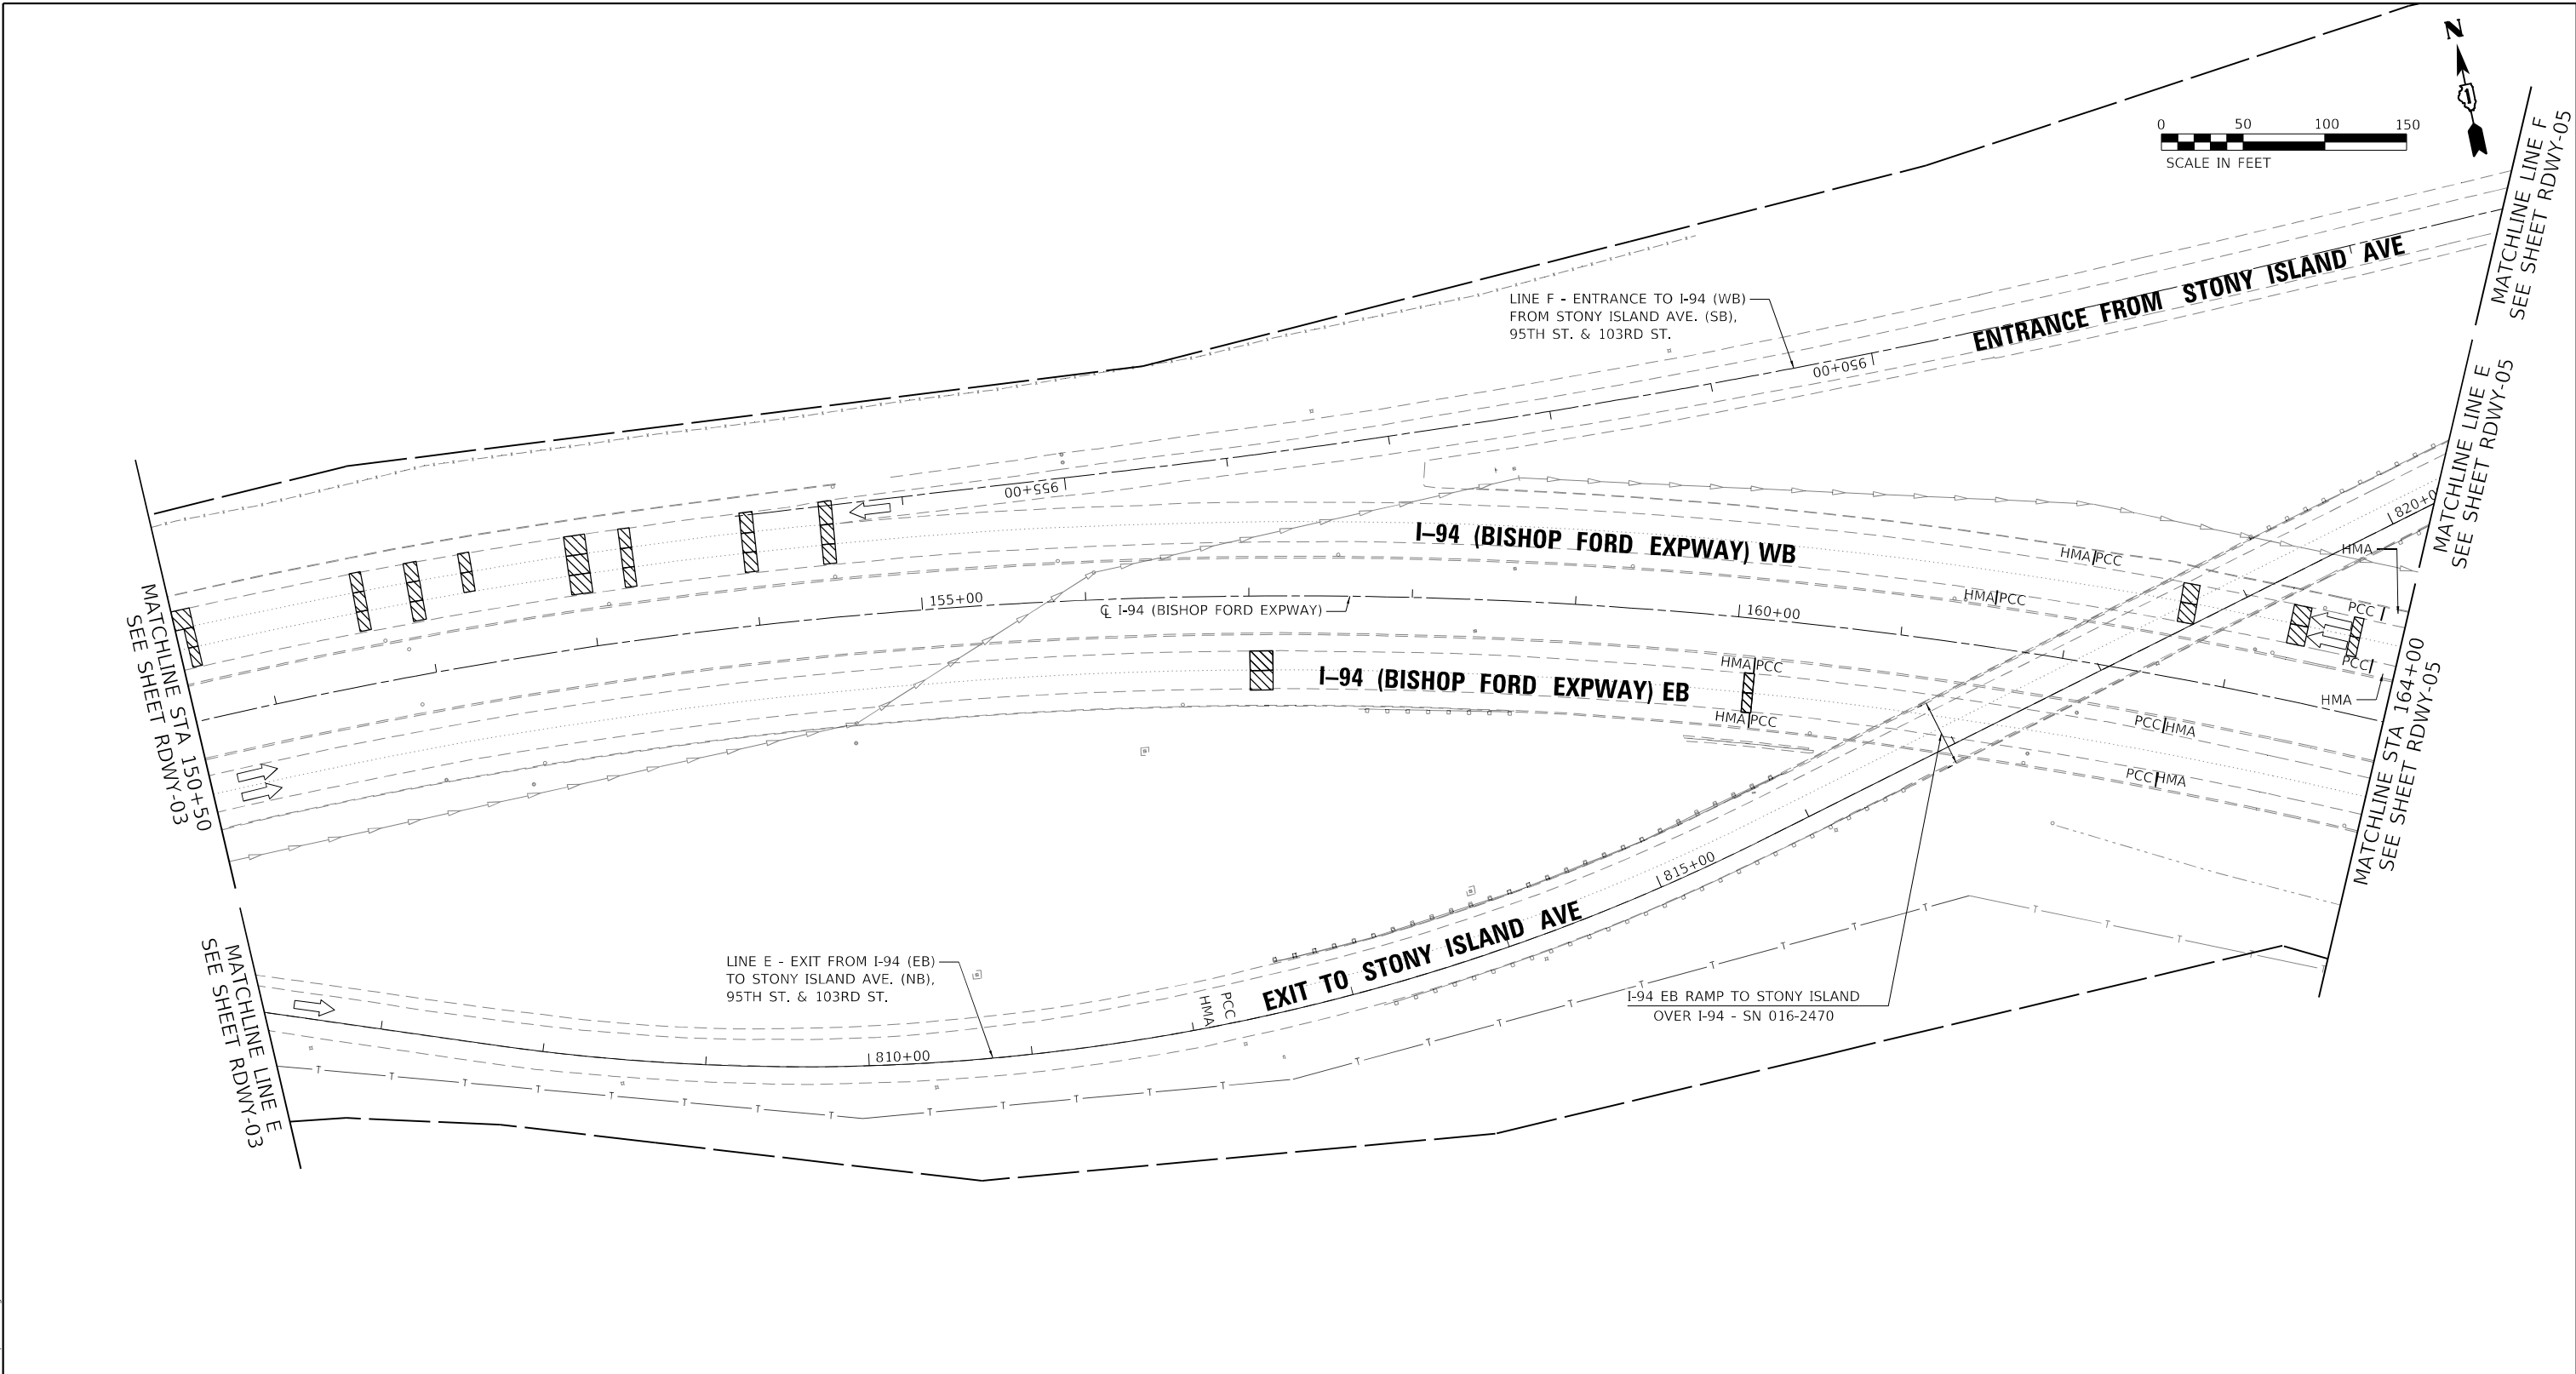 N
1
0 50 100 150
SCALE IN FEET
MATCHLINE LINE F
SEE SHEET RDWY-05
ENTRANCE FROM STONY ISLAND AVE
LINE F - ENTRANCE TO I-94 (WB)
FROM STONY ISLAND AVE. (SB),
95TH ST. & 103RD ST.
950+00
MATCHLINE LINE E
SEE SHEET RDWY-05
955+00
820+0
I-94 (BISHOP FORD EXPWAY) WB
HMA PCC
HMA
HMA PCC
PCC
155+00
℄ I-94 (BISHOP FORD EXPWAY)
160+00
MATCHLINE STA 150+50
SEE SHEET RDWY-03
I-94 (BISHOP FORD EXPWAY) EB
HMA PCC
HMA PCC
PCC
HMA
PCC HMA
PCC HMA
MATCHLINE STA 164+00
SEE SHEET RDWY-05
815+00
EXIT TO STONY ISLAND AVE
MATCHLINE LINE E
SEE SHEET RDWY-03
LINE E - EXIT FROM I-94 (EB)
TO STONY ISLAND AVE. (NB),
95TH ST. & 103RD ST.
PCC
HMA
I-94 EB RAMP TO STONY ISLAND
OVER I-94 - SN 016-2470
810+00
T T T T T T T T T T T T T T T T T T T T T T T T T T T